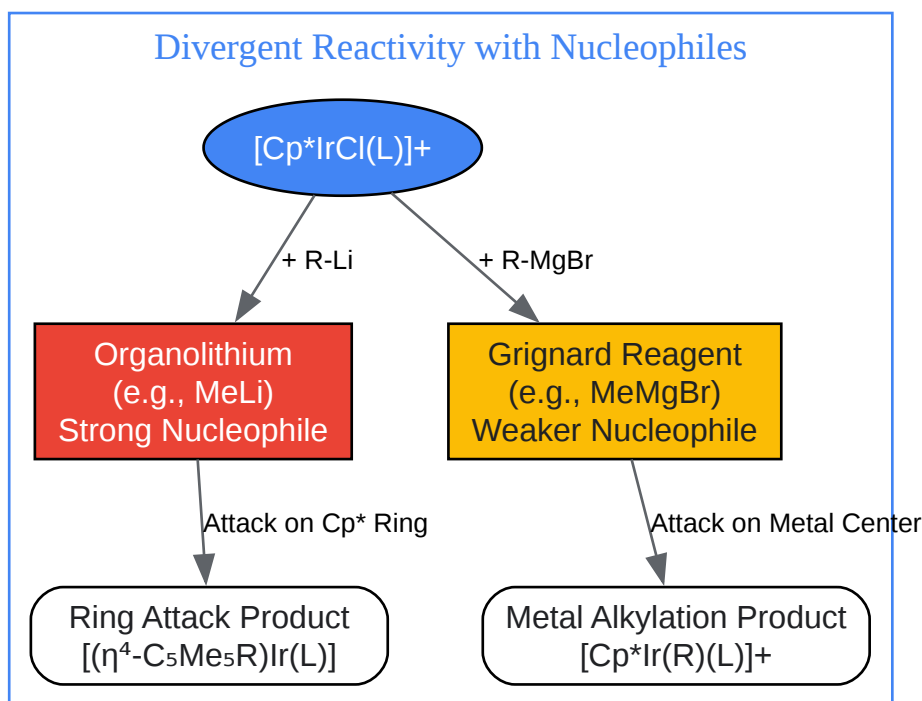 Divergent Reactivity with Nucleophiles
[Cp*IrCl(L)]+
+ R-Li
+ R-MgBr
Organolithium
(e.g., MeLi)
Strong Nucleophile
Grignard Reagent
(e.g., MeMgBr)
Weaker Nucleophile
Attack on Cp* Ring
Attack on Metal Center
Ring Attack Product
[(η⁴-C₅Me₅R)Ir(L)]
Metal Alkylation Product
[Cp*Ir(R)(L)]+